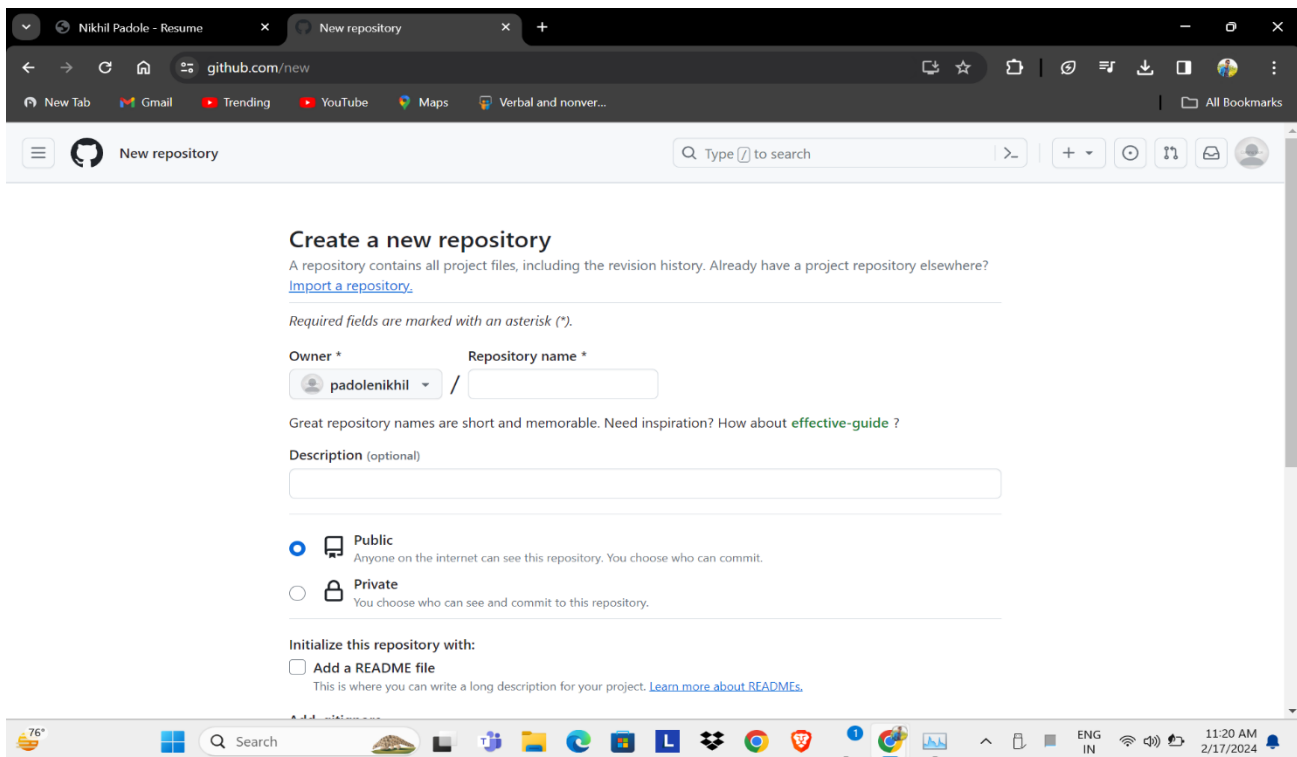 Nikhil Padole - Resume
New repository
github.com/new
New Tab Gmail Trending YouTube Maps Verbal and nonver... All Bookmarks
New repository
Type / to search
Create a new repository
A repository contains all project files, including the revision history. Already have a project repository elsewhere?
Import a repository.
Required fields are marked with an asterisk (*).
Owner * Repository name *
padolenikhil /
Great repository names are short and memorable. Need inspiration? How about effective-guide ?
Description (optional)
Public
Anyone on the internet can see this repository. You choose who can commit.
Private
You choose who can see and commit to this repository.
Initialize this repository with:
Add a README file
This is where you can write a long description for your project. Learn more about READMEs.
76°
Search
L
1
ENG
IN
11:20 AM
2/17/2024